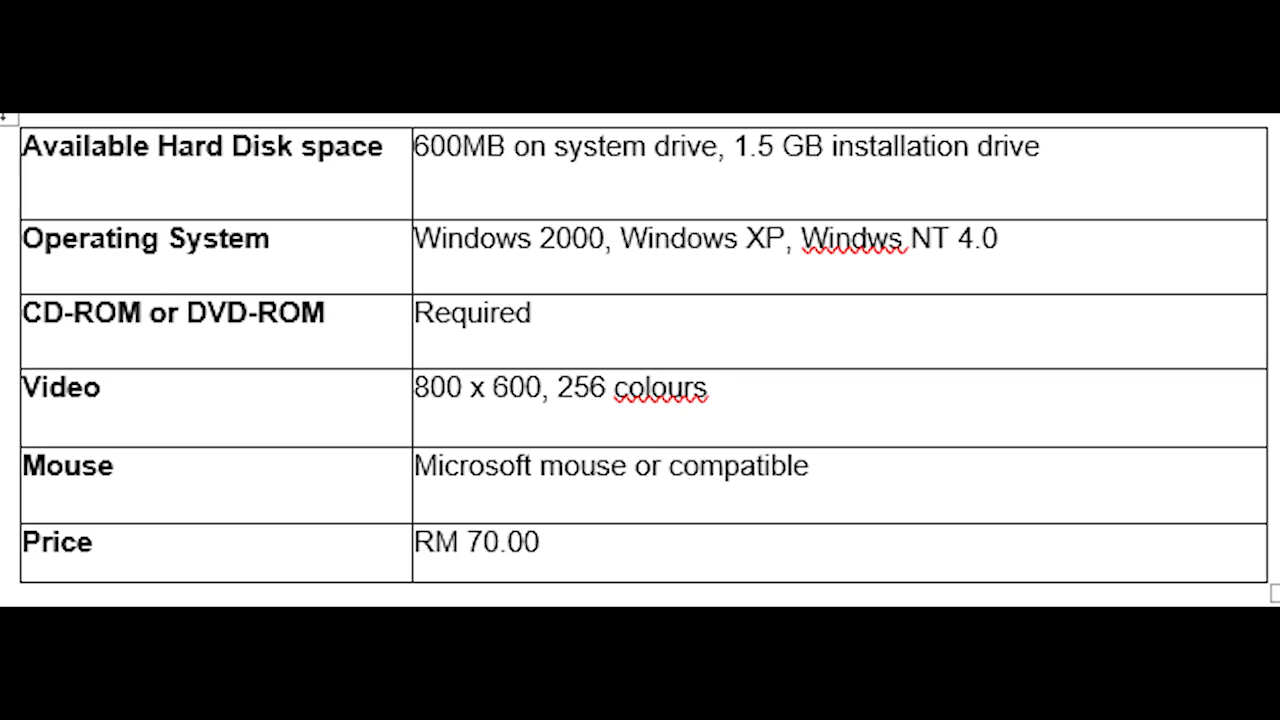 Available Hard Disk space 600MB on system drive, 1.5 GB installation drive
Operating System Windows 2000, Windows XP, Windws NT 4.0
CD-ROM or DVD-ROM Required
Video 800 x 600, 256 colours
Mouse Microsoft mouse or compatible
Price RM 70.00